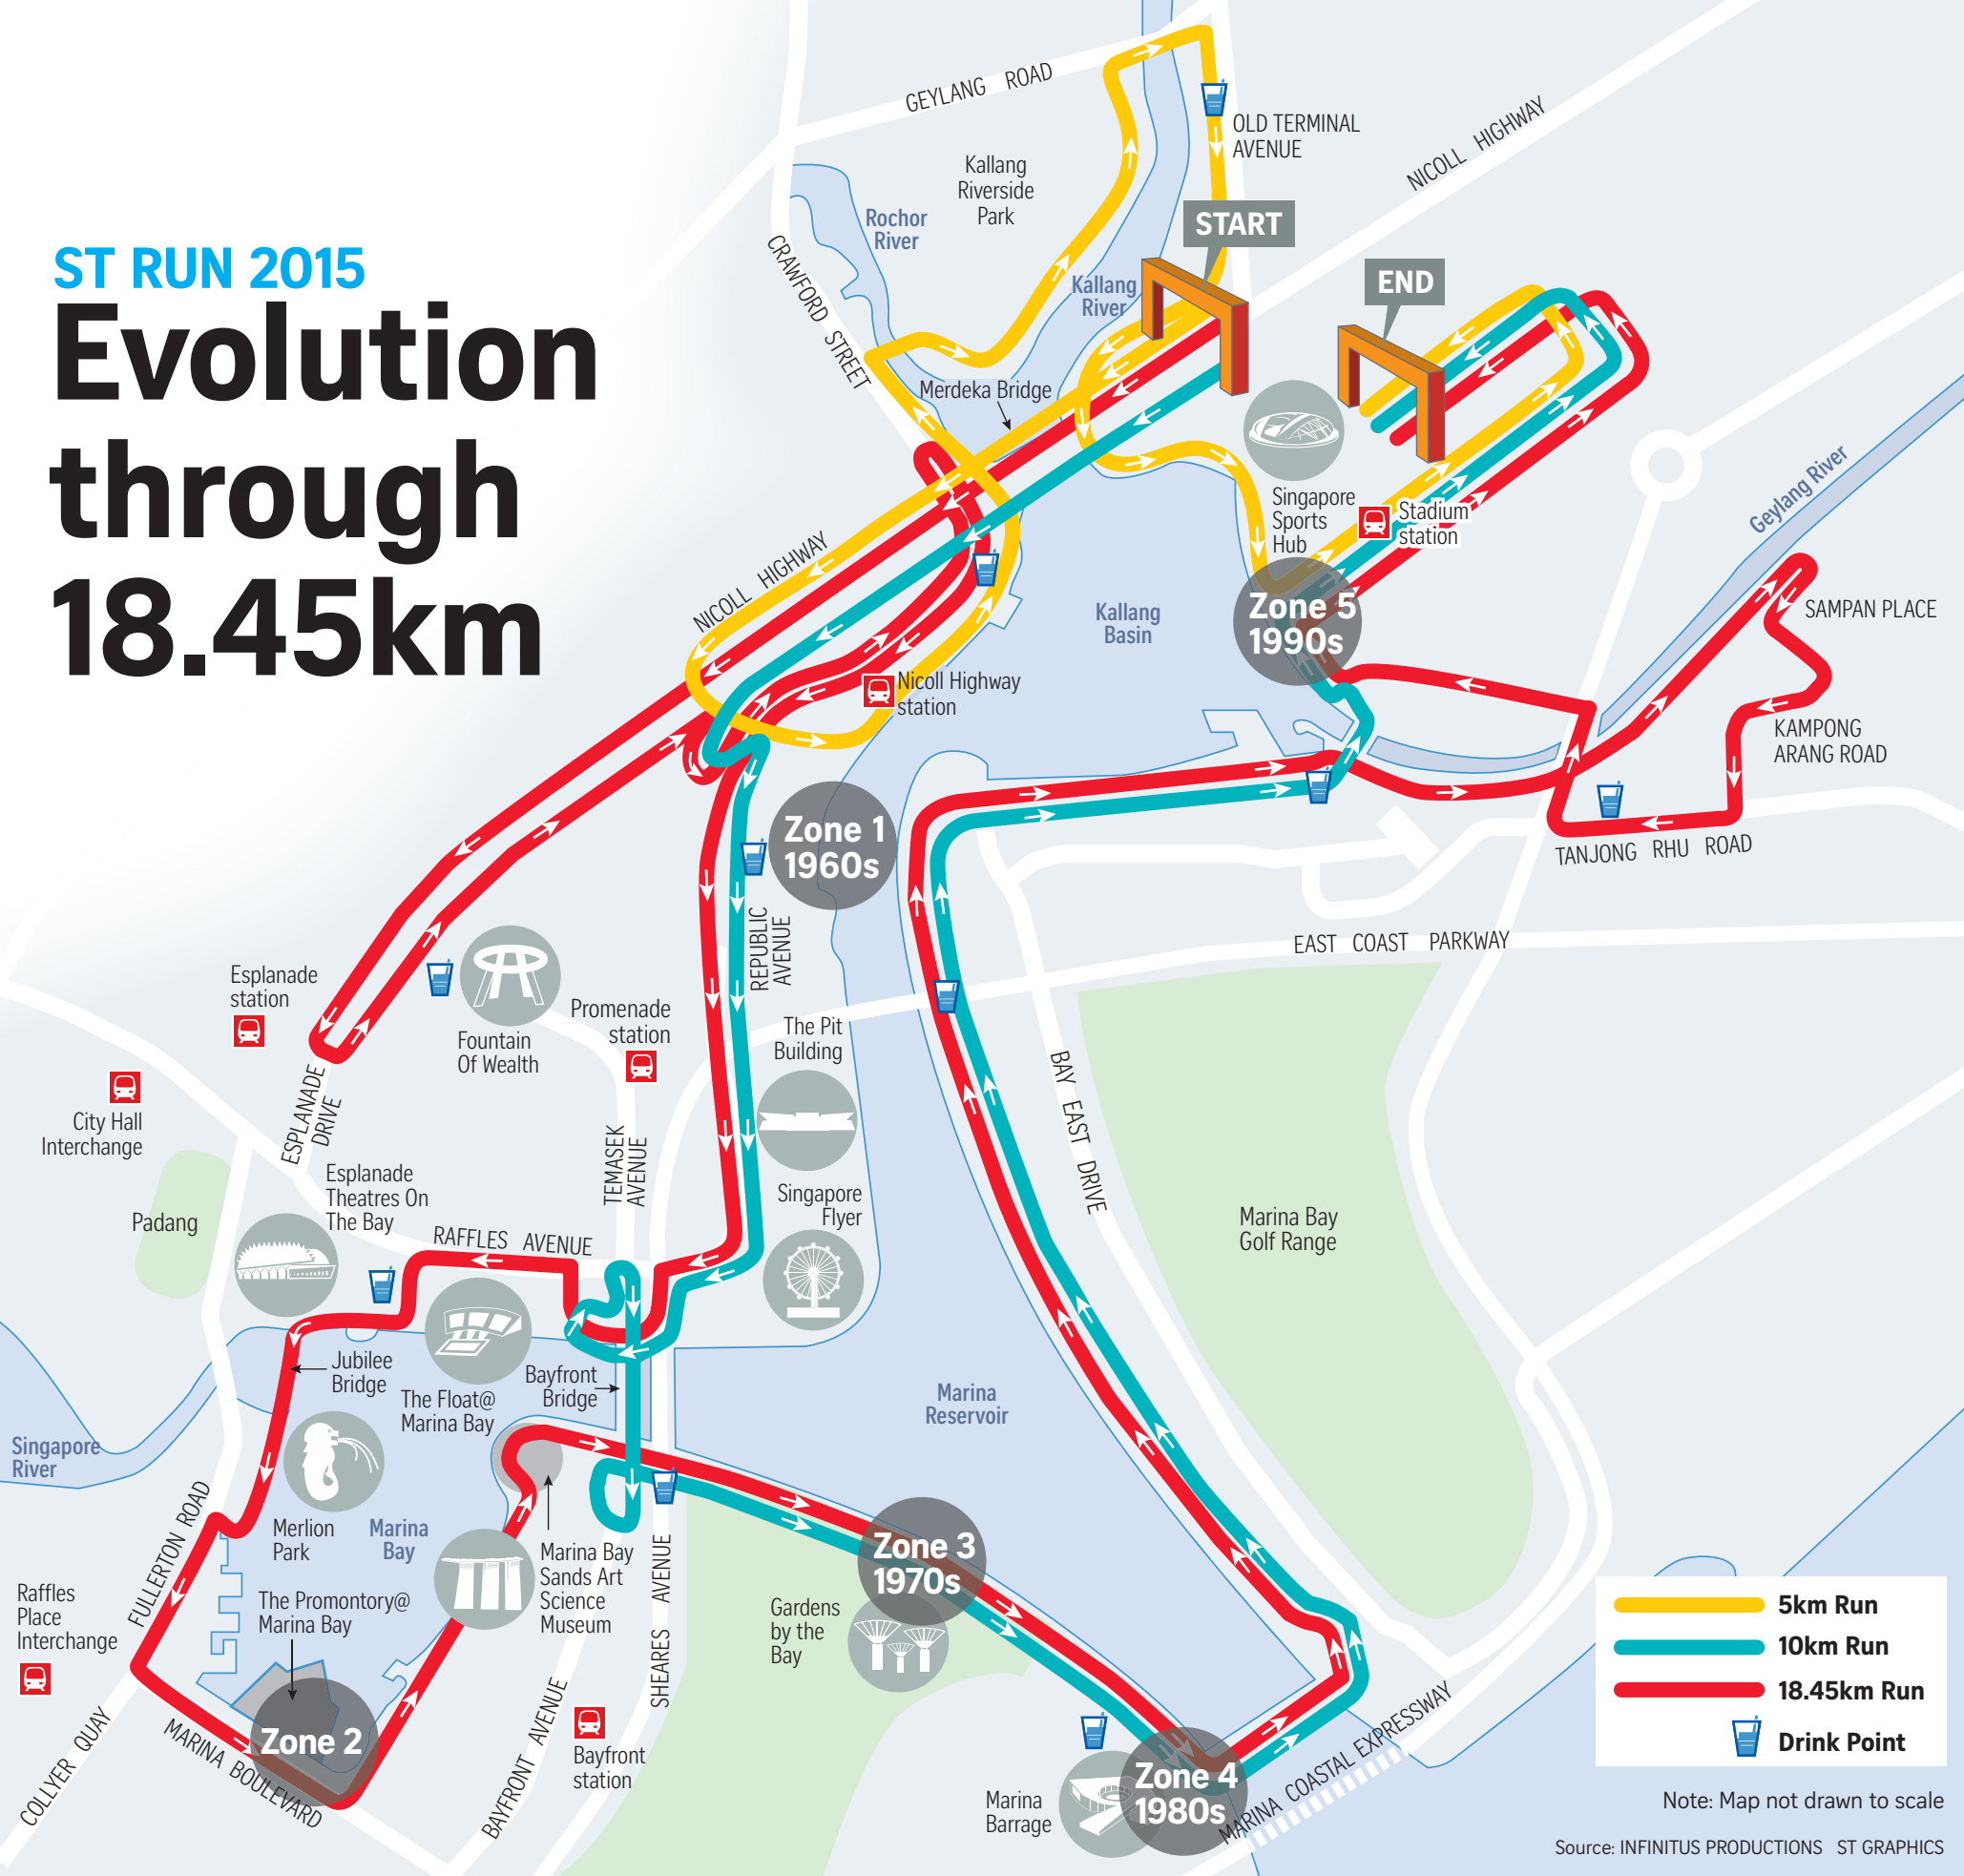 ST RUN 2015
Evolution
through
18.45km
GEYLANG ROAD
OLD TERMINAL
AVENUE
NICOLL HIGHWAY
Kallang
Riverside
Park
Rochor
River
START
Kallang
River
END
CRAWFORD STREET
Merdeka Bridge
Singapore
Sports
Hub
Stadium
station
Geylang River
NICOLL HIGHWAY
Kallang
Basin
Zone 5
1990s
SAMPAN PLACE
Nicoll Highway
station
KAMPONG
ARANG ROAD
Zone 1
1960s
TANJONG RHU ROAD
REPUBLIC
AVENUE
EAST COAST PARKWAY
Esplanade
station
Fountain
Of Wealth
Promenade
station
The Pit
Building
City Hall
Interchange
ESPLANADE
DRIVE
TEMASEK
AVENUE
BAY EAST DRIVE
Esplanade
Theatres On
The Bay
Padang
Singapore
Flyer
RAFFLES AVENUE
Marina Bay
Golf Range
Jubilee
Bridge
The Float@
Marina Bay
Bayfront
Bridge
Marina
Reservoir
Singapore
River
FULLERTON ROAD
Merlion
Park
Marina
Bay
Marina Bay
Sands Art
Science
Museum
Zone 3
1970s
SHEARES AVENUE
Raffles
Place
Interchange
The Promontory@
Marina Bay
Gardens
by the
Bay
5km Run
10km Run
18.45km Run
Drink Point
Zone 2
COLLYER QUAY
MARINA BOULEVARD
BAYFRONT AVENUE
Bayfront
station
Marina
Barrage
Zone 4
1980s
MARINA COASTAL EXPRESSWAY
Note: Map not drawn to scale
Source: INFINITUS PRODUCTIONS ST GRAPHICS